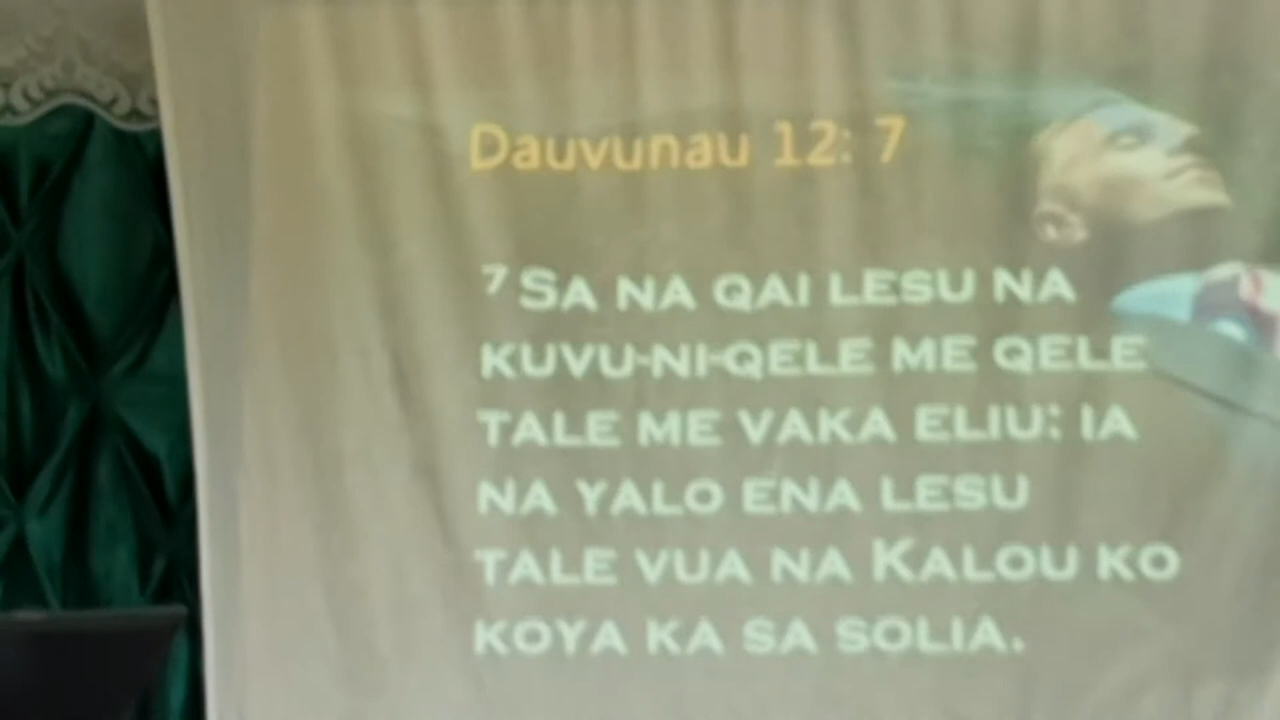 Dauvunau 12: 7
7 SA NA QAI LESU NA
KUVU-NI-QELE ME QELE
TALE ME VAKA ELIU: IA
NA YALO ENA LESU
TALE VUA NA KALOU KO
KOYA KA SA SOLIA.